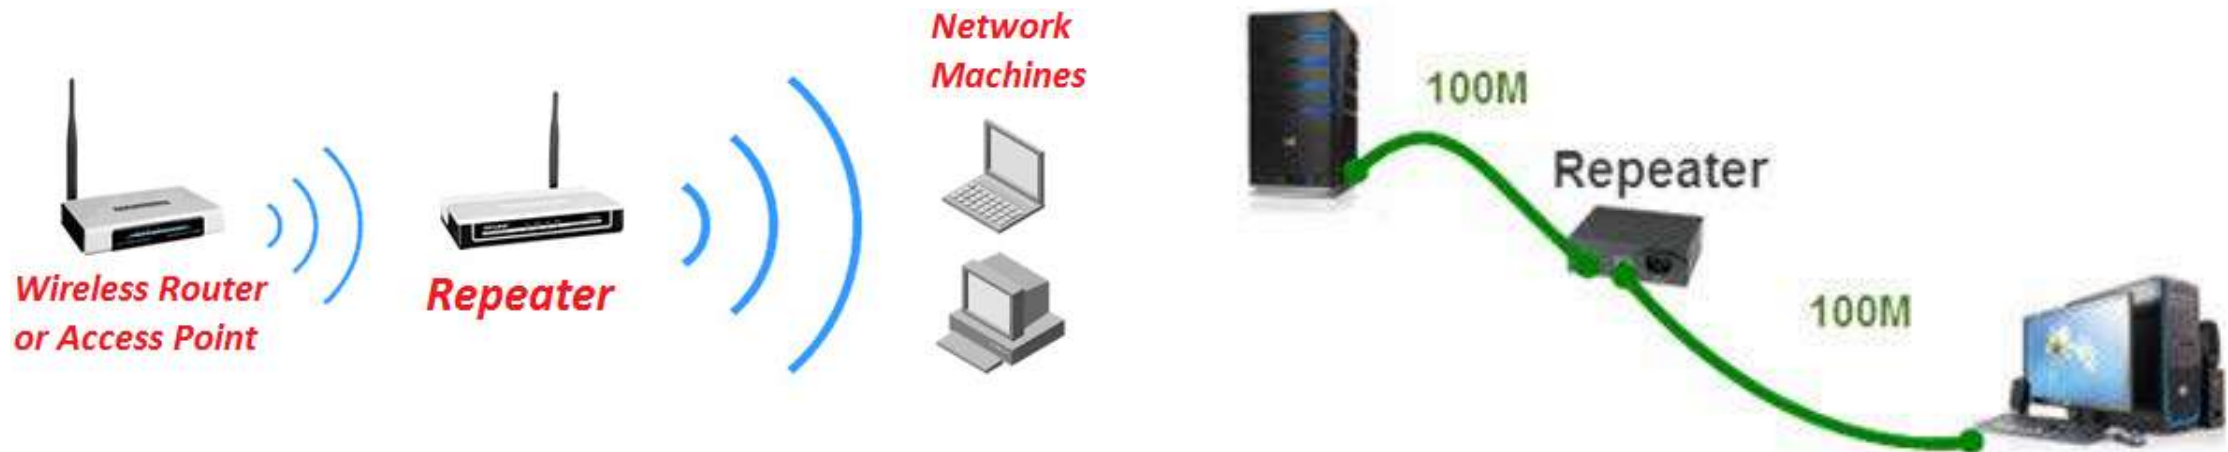 Wireless Router
or Access Point
Repeater
Network
Machines
100M
Repeater
100M